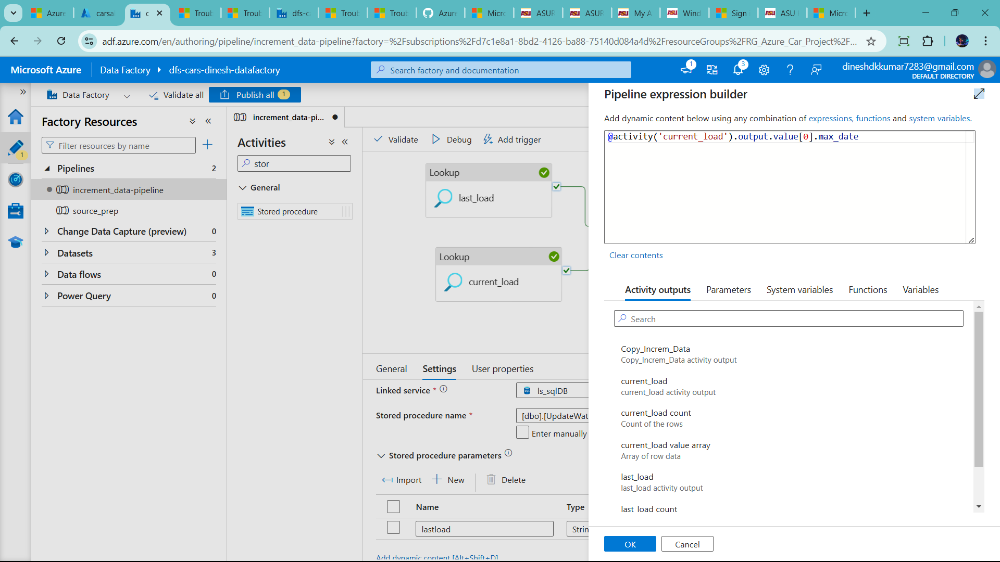 Azure
carsal
c
Troub
Troub
dfs-ca
Troub
Troub
Azure
Micro
ASUR
ASUR
My A
Wind
Sign
ASU
Micro
adf.azure.com/en/authoring/pipeline/increment_data-pipeline?factory=%2Fsubscriptions%2Fd7c1e8a1-8bd2-4126-ba88-75140d084a4d%2FresourceGroups%2FRG_Azure_Car_Project%2F...
Microsoft Azure
Data Factory
dfs-cars-dinesh-datafactory
Search factory and documentation
1
3
dineshdkkumar7283@gmail.com
DEFAULT DIRECTORY
Data Factory
Validate all
Publish all 1
Factory Resources
Filter resources by name
1
Pipelines 2
increment_data-pipeline
source_prep
Change Data Capture (preview) 0
Datasets 3
Data flows 0
Power Query 0
increment_data-pi...
Activities
stor
General
Stored procedure
Validate
Debug
Add trigger
Lookup
last_load
Lookup
current_load
General
Settings
User properties
Linked service *
SQL
ls_sqlDB
Stored procedure name *
[dbo].[UpdateWat
Enter manually
Stored procedure parameters
Import
New
Delete
Name
Type
lastload
Strin
Add dynamic content [Alt+Shift+D]
Pipeline expression builder
Add dynamic content below using any combination of expressions, functions and system variables.
@activity('current_load').output.value[0].max_date
Clear contents
Activity outputs
Parameters
System variables
Functions
Variables
Search
Copy_Increm_Data
Copy_Increm_Data activity output
current_load
current_load activity output
current_load count
Count of the rows
current_load value array
Array of row data
last_load
last_load activity output
last load count
OK
Cancel